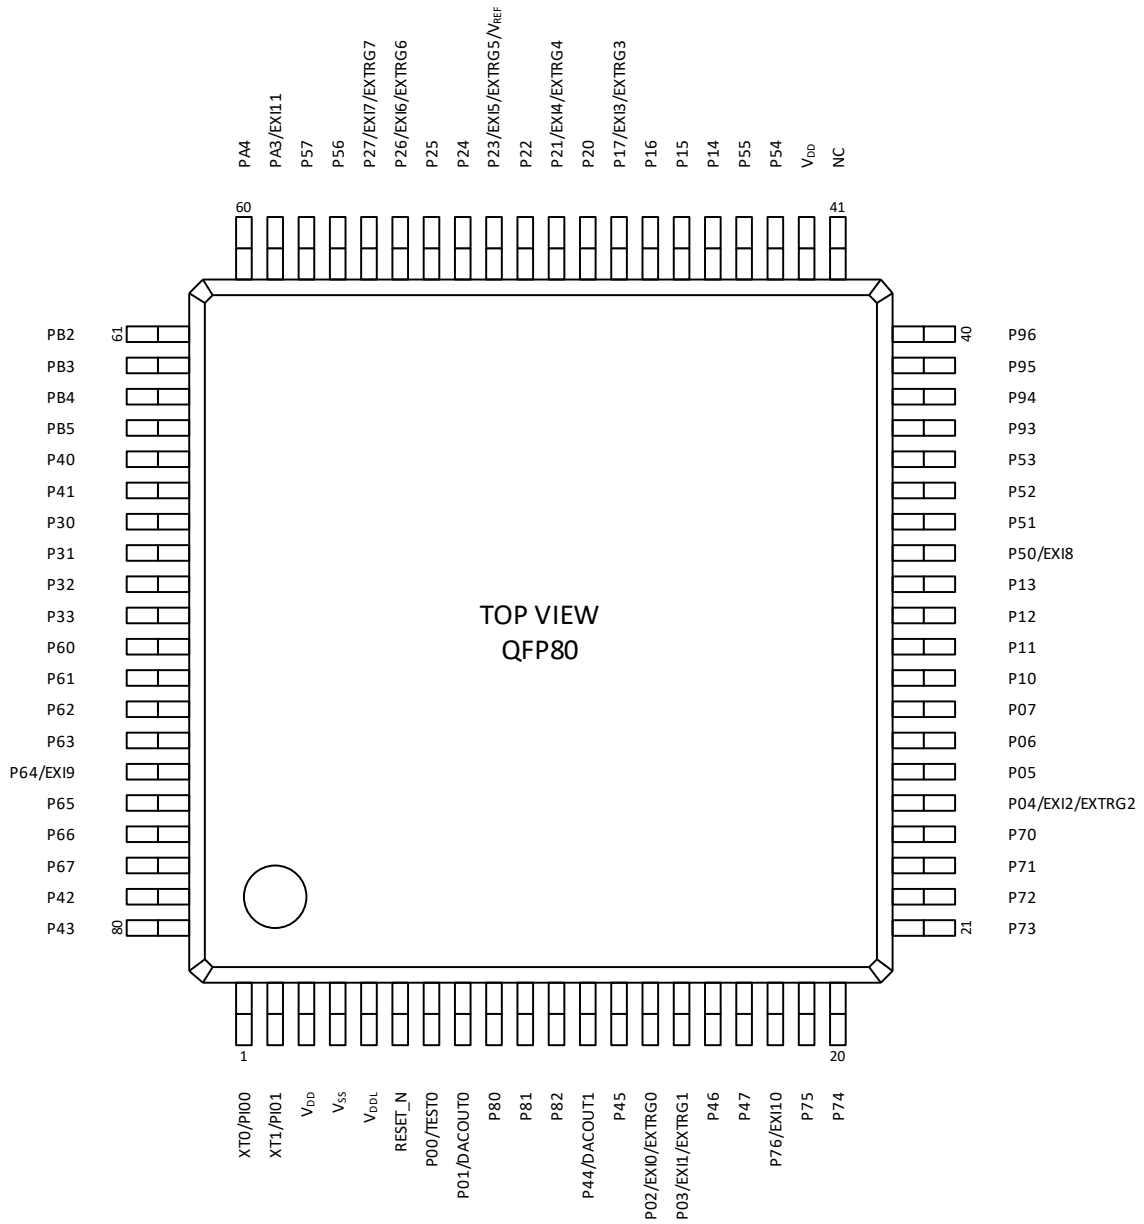 PA4
PA3/EXI11
P57
P56
P27/EXI7/EXTRG7
P26/EXI6/EXTRG6
P25
P24
P23/EXI5/EXTRG5/VREF
P22
P21/EXI4/EXTRG4
P20
P17/EXI3/EXTRG3
P16
P15
P14
P55
P54
VDD
NC
60
41
PB2
61
PB3
PB4
PB5
P40
P41
P30
P31
P32
P33
P60
P61
P62
P63
P64/EXI9
P65
P66
P67
P42
P43
80
TOP VIEW
QFP80
40
P96
P95
P94
P93
P53
P52
P51
P50/EXI8
P13
P12
P11
P10
P07
P06
P05
P04/EXI2/EXTRG2
P70
P71
P72
21
P73
1
20
XT0/PI00
XT1/PI01
VDD
VSS
VDDL
RESET_N
P00/TEST0
P01/DACOUT0
P80
P81
P82
P44/DACOUT1
P45
P02/EXI0/EXTRG0
P03/EXI1/EXTRG1
P46
P47
P76/EXI10
P75
P74